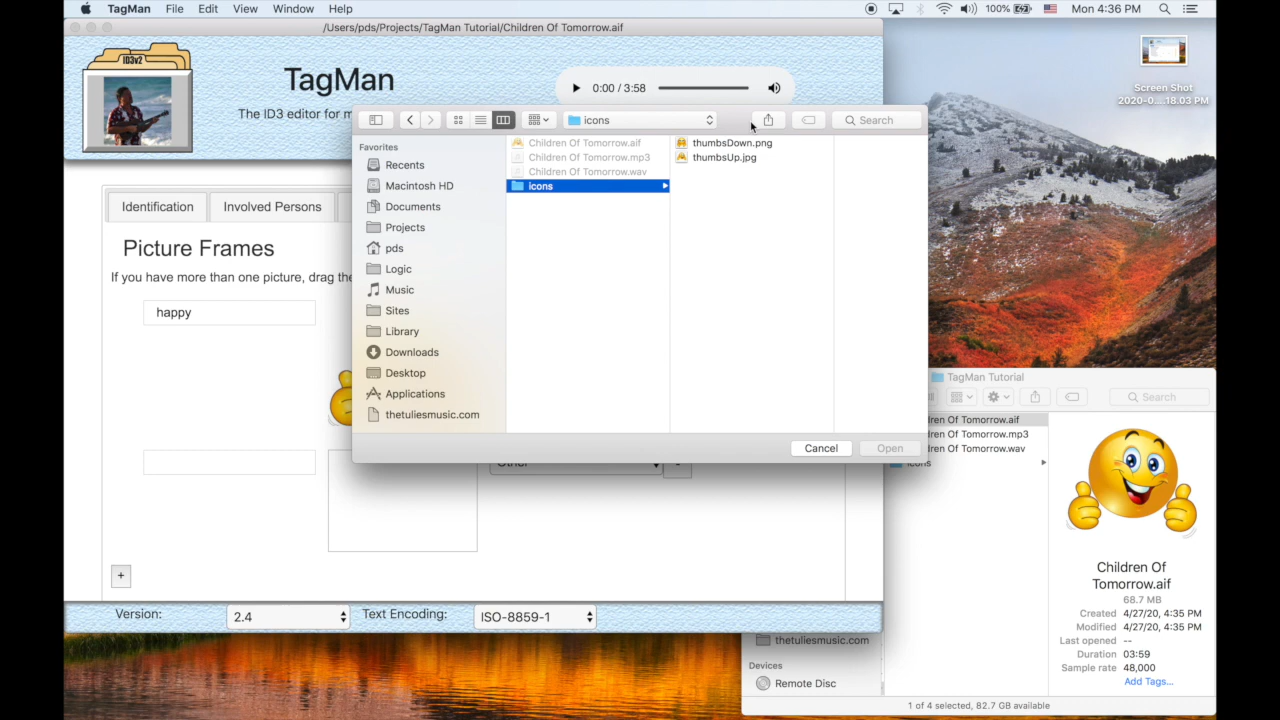 TagMan File Edit View Window Help 100% Mon 4:36 PM
/Users/pds/Projects/TagMan Tutorial/Children Of Tomorrow.aif
ID3v2
TagMan
The ID3 editor for m
0:00 / 3:58
Screen Shot
2020-0....18.03 PM
icons
Search
Favorites
Recents
Macintosh HD
Documents
Projects
pds
Logic
Music
Sites
Library
Downloads
Desktop
Applications
thetuliesmusic.com
Children Of Tomorrow.aif
Children Of Tomorrow.mp3
Children Of Tomorrow.wav
icons
thumbsDown.png
thumbsUp.jpg
Cancel
Open
Identification
Involved Persons
Picture Frames
If you have more than one picture, drag the
happy
Other
-
+
Version:
2.4
Text Encoding:
ISO-8859-1
TagMan Tutorial
Search
dren Of Tomorrow.aif
dren Of Tomorrow.mp3
dren Of Tomorrow.wav
icons
Children Of
Tomorrow.aif
68.7 MB
Created 4/27/20, 4:35 PM
Modified 4/27/20, 4:35 PM
Last opened --
Duration 03:59
Sample rate 48,000
Add Tags...
thetuliesmusic.com
Devices
Remote Disc
1 of 4 selected, 82.7 GB available